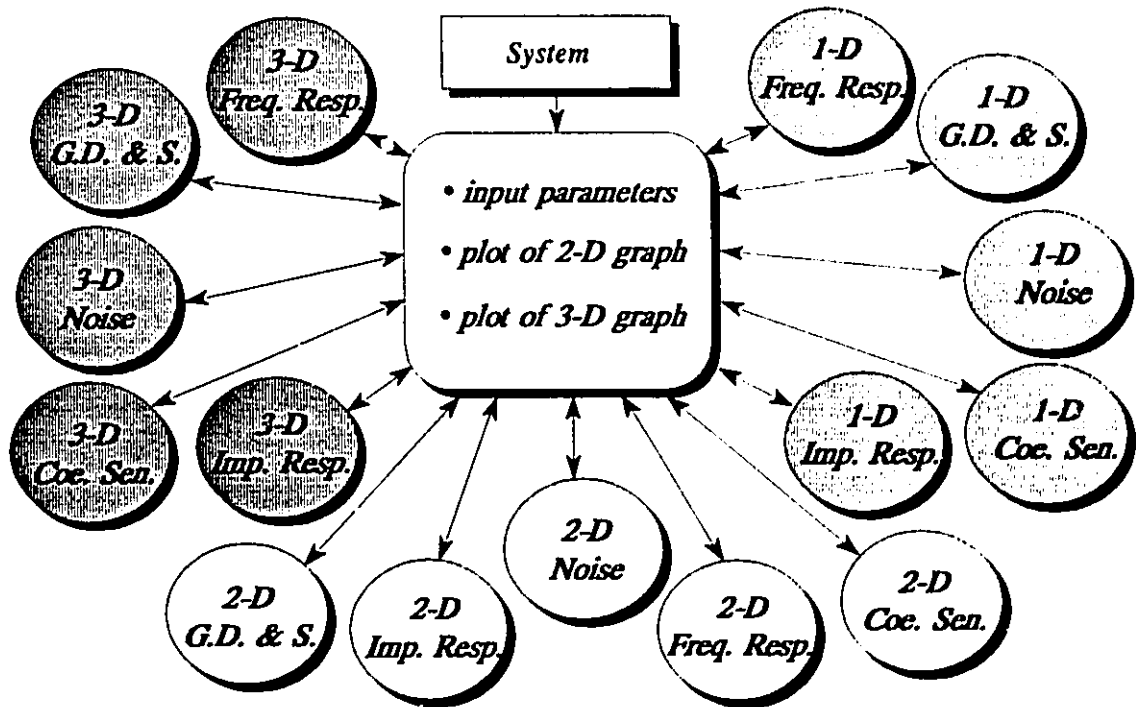 System
3-D
Freq. Resp.
1-D
Freq. Resp.
3-D
G.D. & S.
1-D
G.D. & S.
• input parameters
• plot of 2-D graph
• plot of 3-D graph
3-D
Noise
1-D
Noise
3-D
Coe. Sen.
3-D
Imp. Resp.
1-D
Imp. Resp.
1-D
Coe. Sen.
2-D
G.D. & S.
2-D
Imp. Resp.
2-D
Noise
2-D
Freq. Resp.
2-D
Coe. Sen.